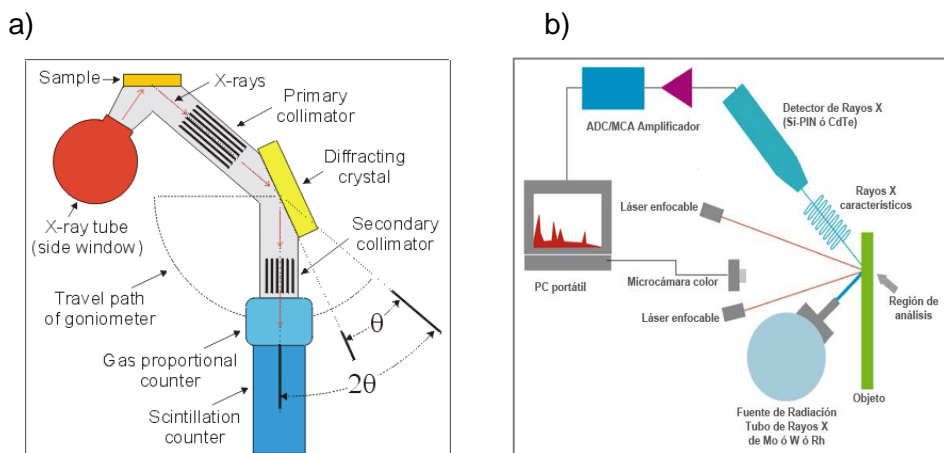 a)
b)
Sample
X-rays
Primary
collimator
Diffracting
crystal
Secondary
collimator
X-ray tube
(side window)
Travel path
of goniometer
Gas proportional
counter
Scintillation
counter
θ
2θ
ADC/MCA Amplificador
Detector de Rayos X
(Si-PIN ó CdTe)
Rayos X
característicos
Láser enfocable
PC portátil
Microcámara color
Región de
análisis
Láser enfocable
Objeto
Fuente de Radiación
Tubo de Rayos X
de Mo ó W ó Rh